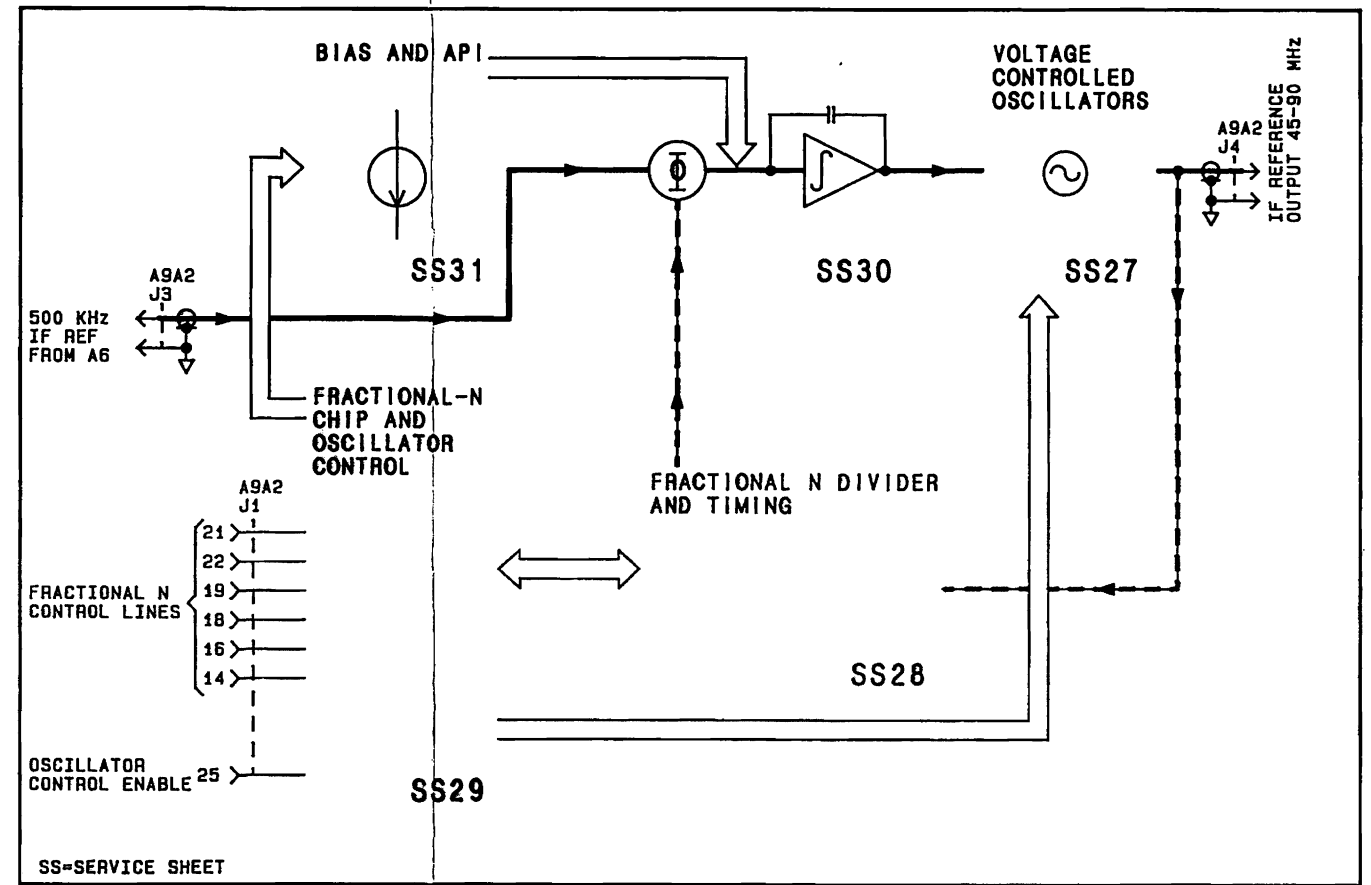 BIAS AND API
VOLTAGE
CONTROLLED
OSCILLATORS
A9A2
J4
IF REFERENCE
OUTPUT 45-90 MHz
SS31
SS30
SS27
A9A2
J3
500 KHz
IF REF
FROM A6
FRACTIONAL-N
CHIP AND
OSCILLATOR
CONTROL
FRACTIONAL N DIVIDER
AND TIMING
A9A2
J1
21
22
19
18
16
14
FRACTIONAL N
CONTROL LINES
SS28
OSCILLATOR
CONTROL ENABLE
25
SS29
SS=SERVICE SHEET